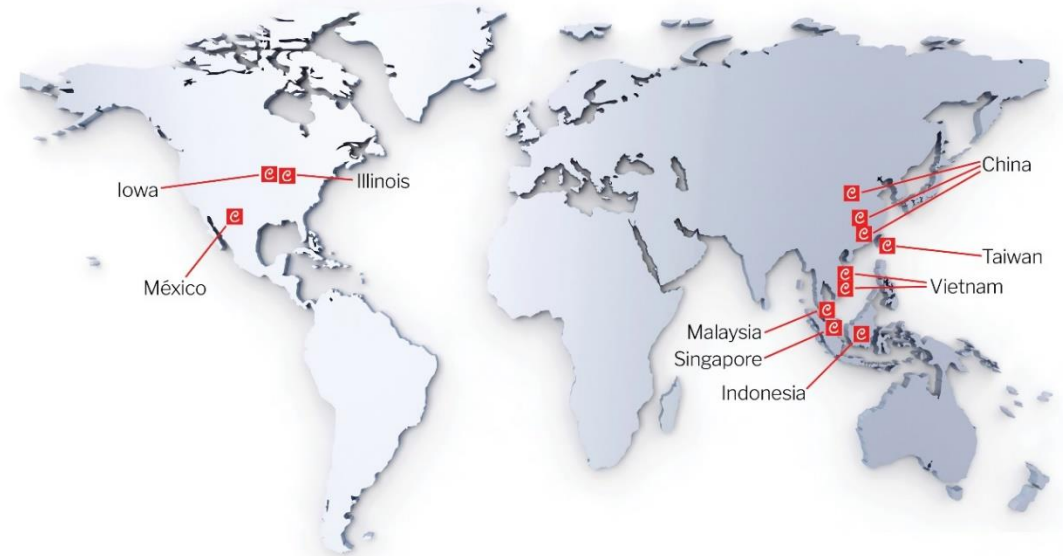 Iowa
Illinois
México
China
Taiwan
Vietnam
Malaysia
Singapore
Indonesia